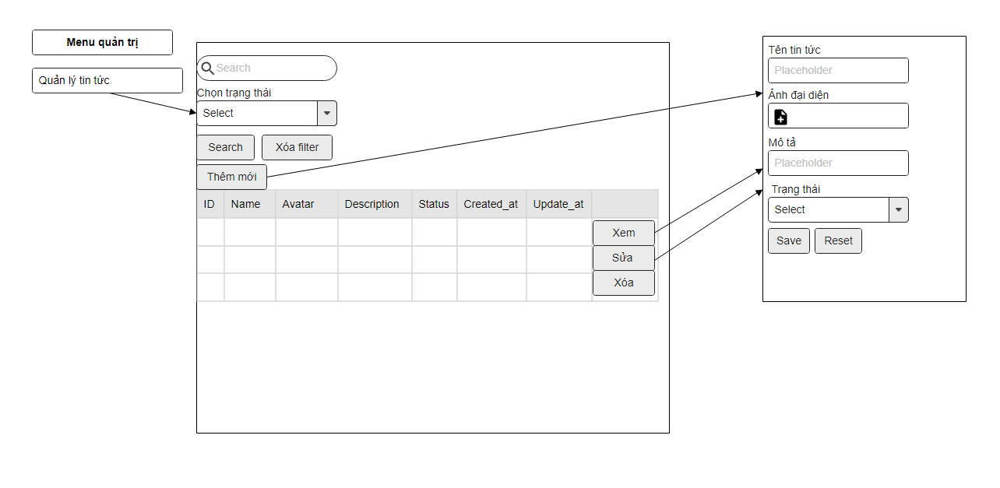 Menu quản trị
Quản lý tin tức
Search
Chọn trạng thái
Select
Search
Xóa filter
Thêm mới
ID Name Avatar Description Status Created_at Update_at
Xem
Sửa
Xóa
Tên tin tức
Placeholder
Ảnh đại diện
Mô tả
Placeholder
Trạng thái
Select
Save
Reset